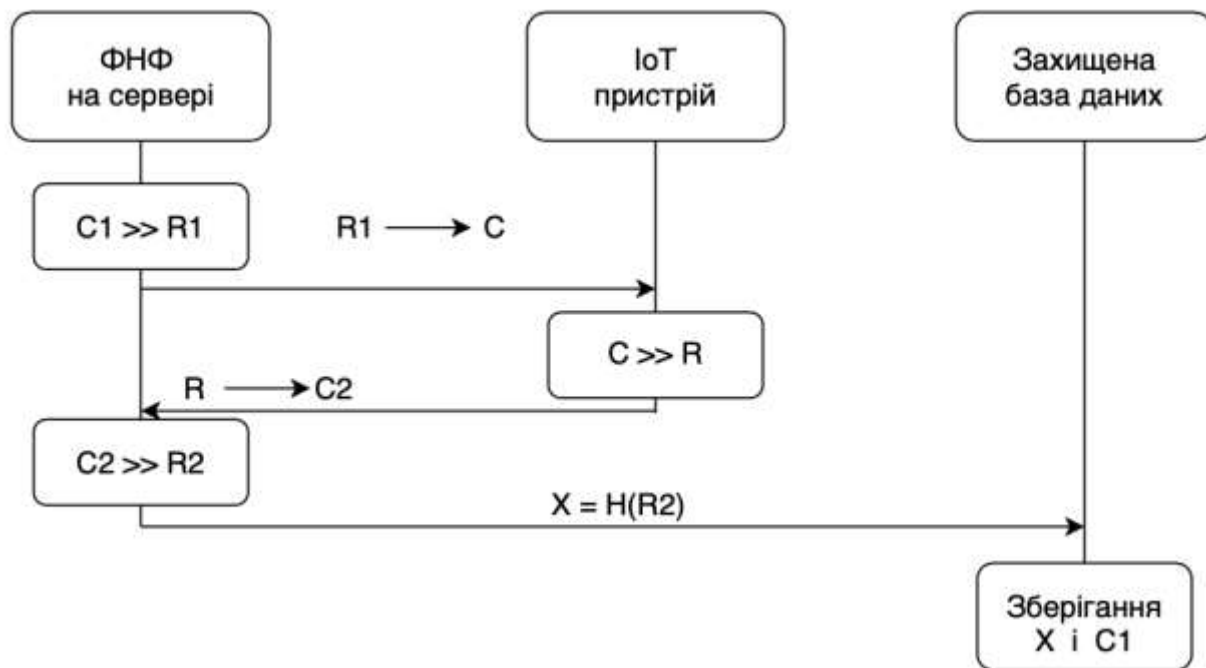 ФНФ
на сервері
IoT
пристрій
Захищена
база даних
C1 >> R1
R1 → C
C >> R
R → C2
C2 >> R2
X = H(R2)
Зберігання
X і C1